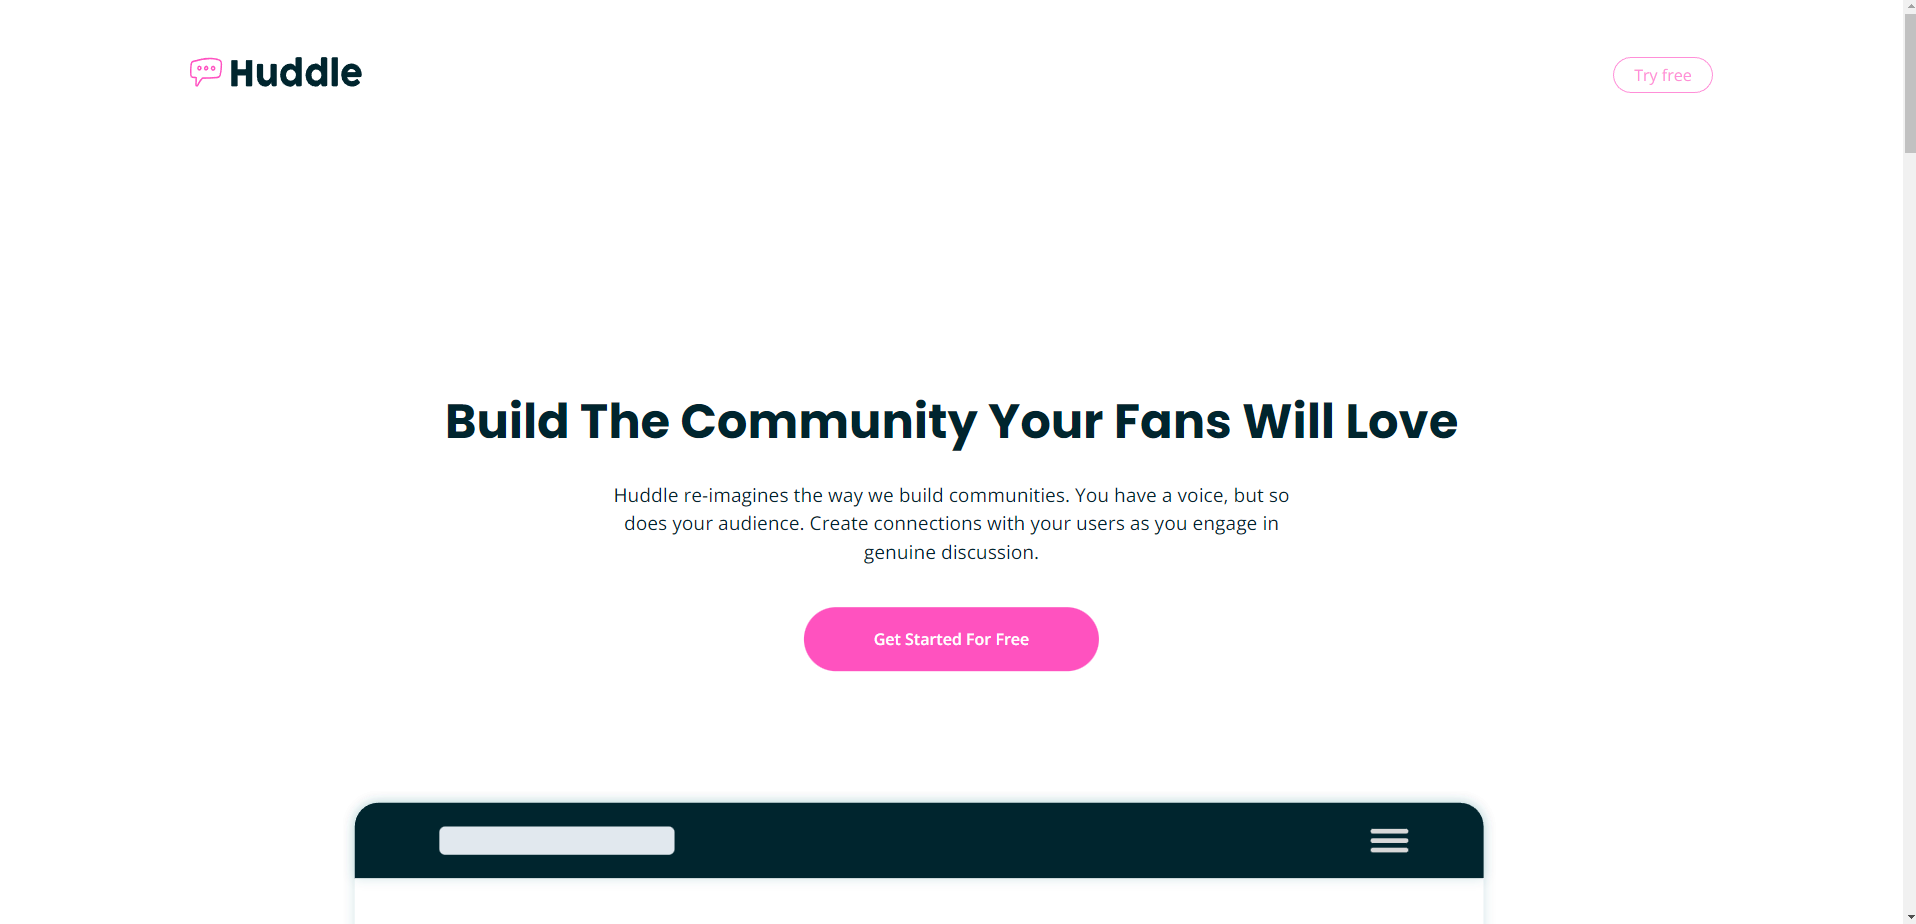 Huddle
Try free
Build The Community Your Fans Will Love
Huddle re-imagines the way we build communities. You have a voice, but so
does your audience. Create connections with your users as you engage in
genuine discussion.
Get Started For Free